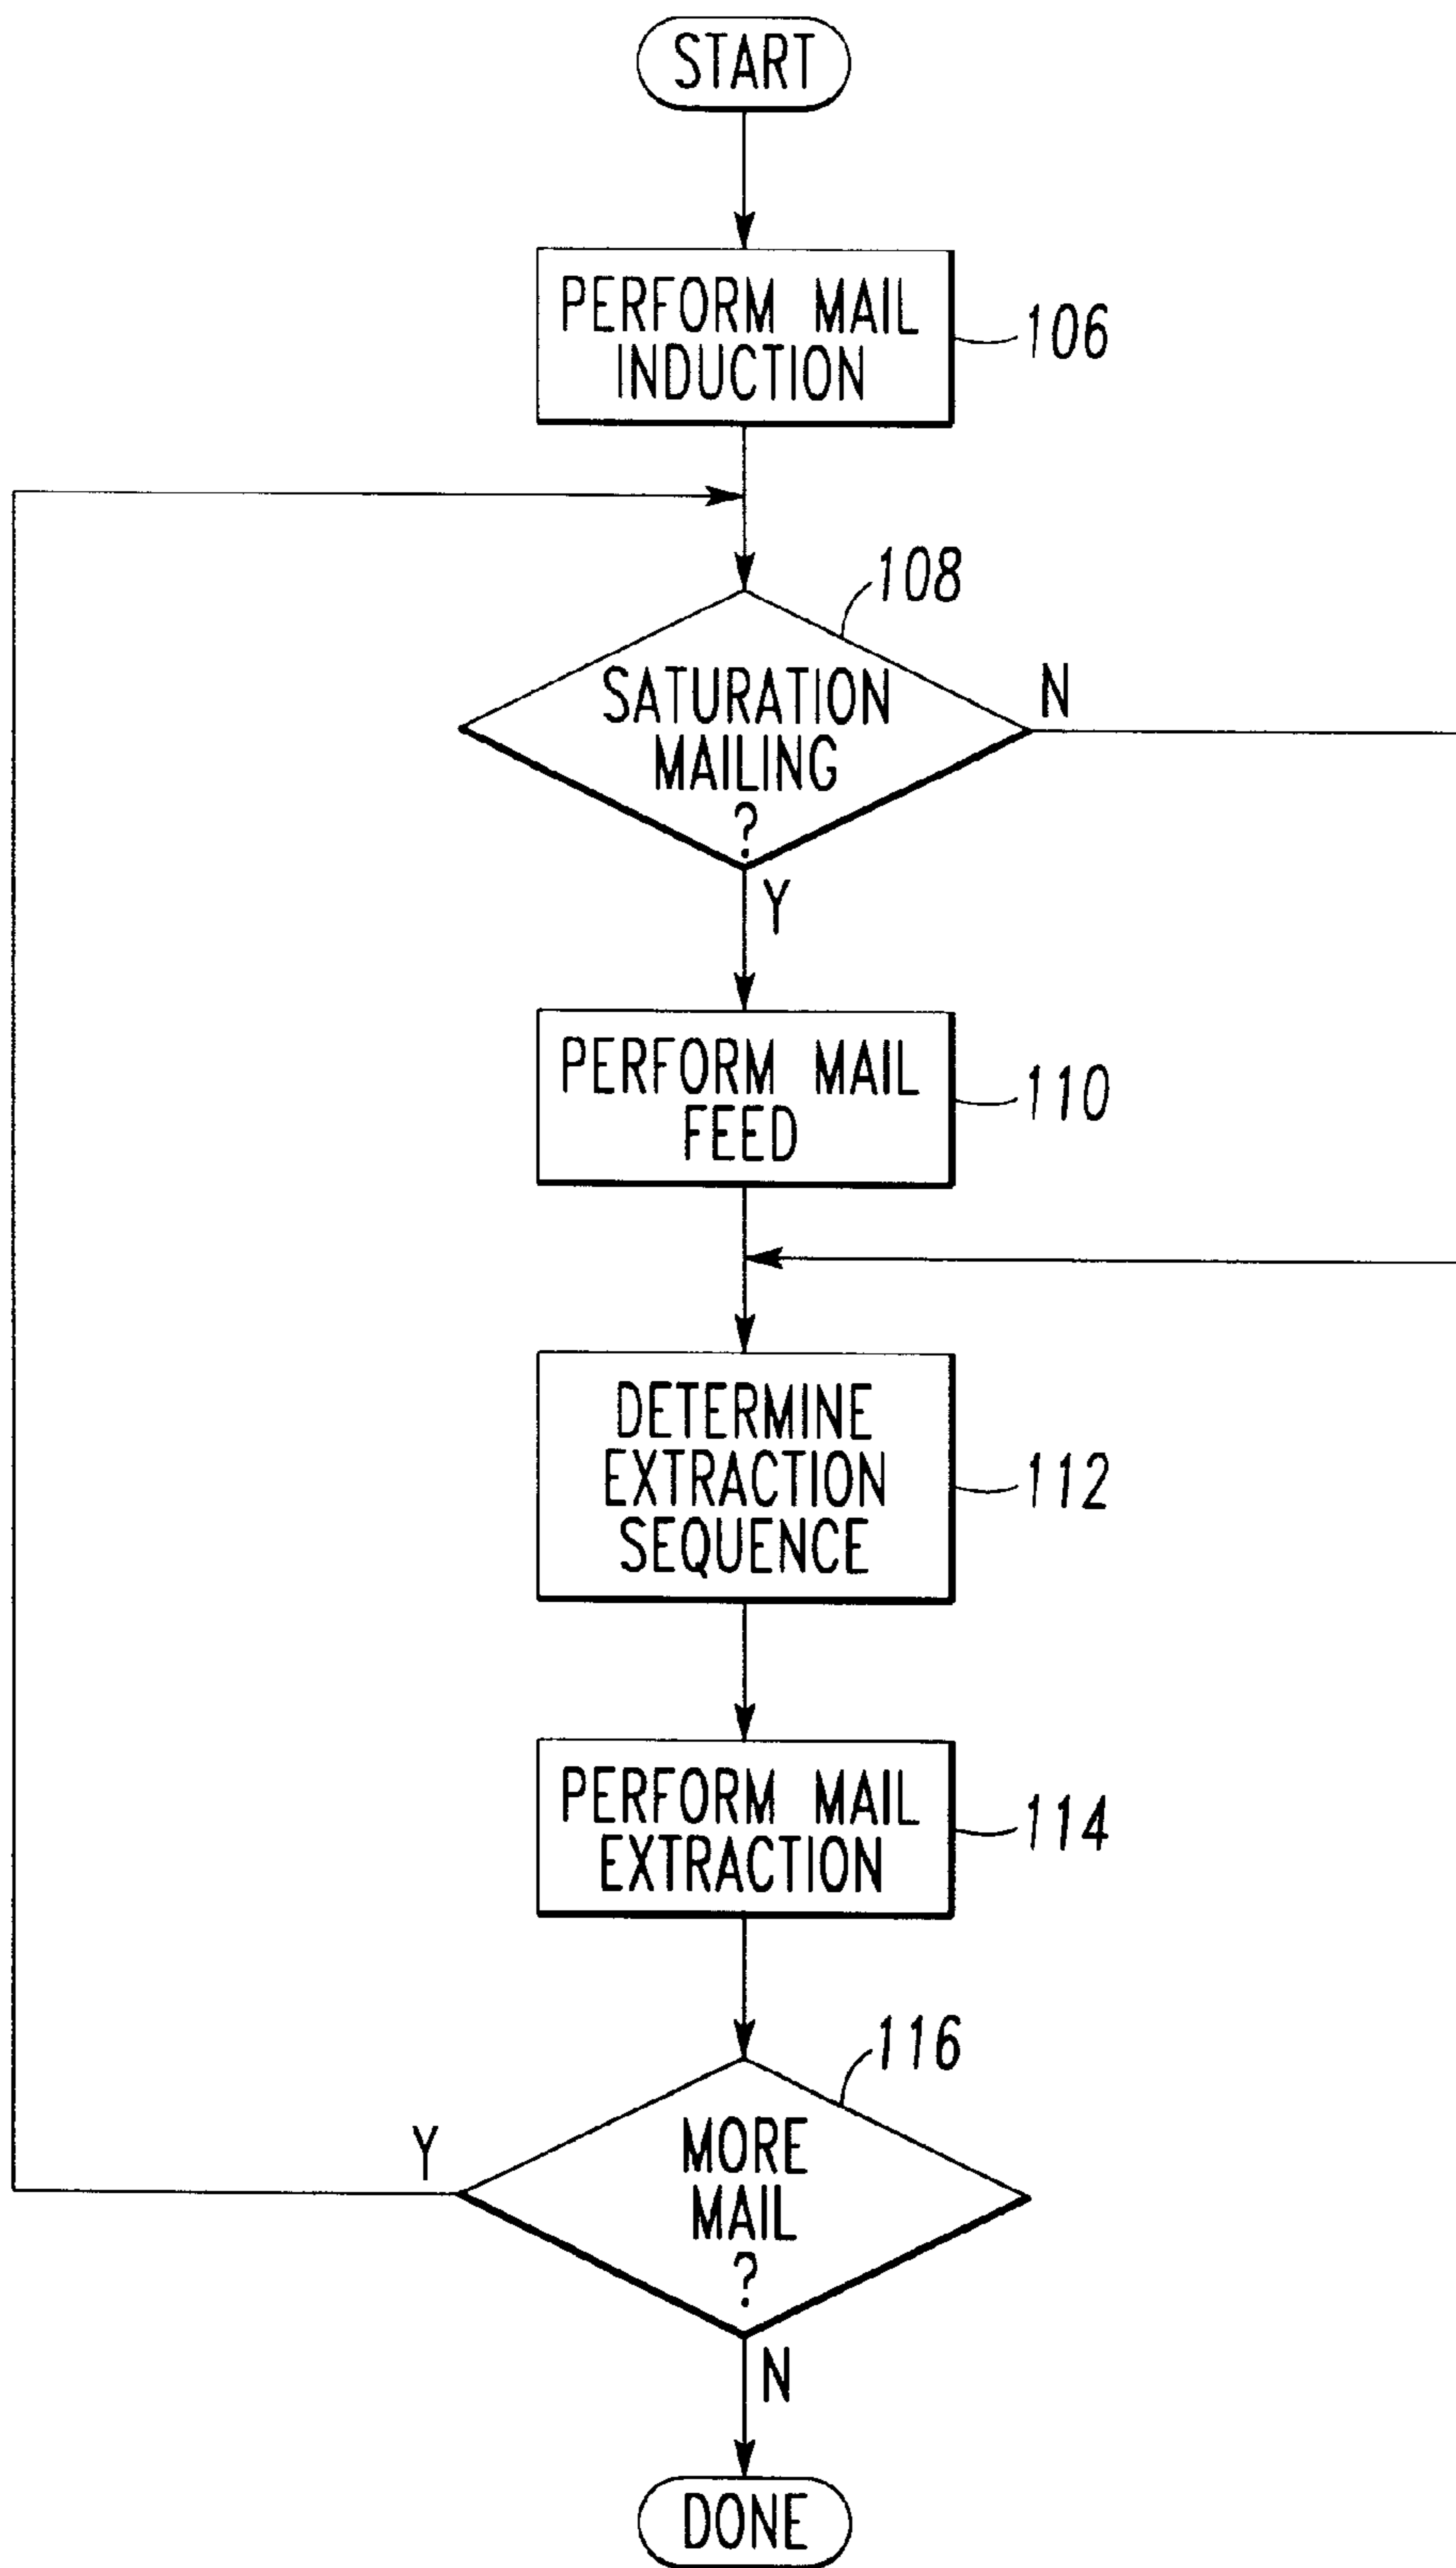 START
PERFORM MAIL
INDUCTION
106
108
SATURATION
MAILING
?
N
Y
PERFORM MAIL
FEED
110
DETERMINE
EXTRACTION
SEQUENCE
112
PERFORM MAIL
EXTRACTION
114
116
Y
MORE
MAIL
?
N
DONE